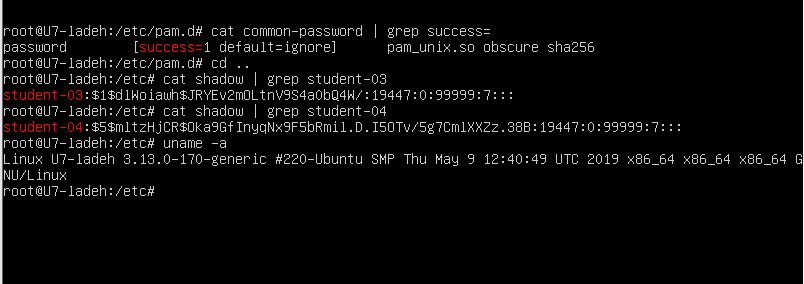 root@U7-ladeh:/etc/pam.d# cat common-password | grep success=
password        [success=1 default=ignore]      pam_unix.so obscure sha256
root@U7-ladeh:/etc/pam.d# cd ..
root@U7-ladeh:/etc# cat shadow | grep student-03
student-03:$1$dlWoiawh$JRYEv2mOLtnV9S4a0bQ4W/:19447:0:99999:7:::
root@U7-ladeh:/etc# cat shadow | grep student-04
student-04:$5$mltzHjCR$Oka9GfInyqNx9F5bRmil.D.I5OTv/5g7CmlXXZz.38B:19447:0:99999:7:::
root@U7-ladeh:/etc# uname -a
Linux U7-ladeh 3.13.0-170-generic #220-Ubuntu SMP Thu May 9 12:40:49 UTC 2019 x86_64 x86_64 x86_64 G
NU/Linux
root@U7-ladeh:/etc#